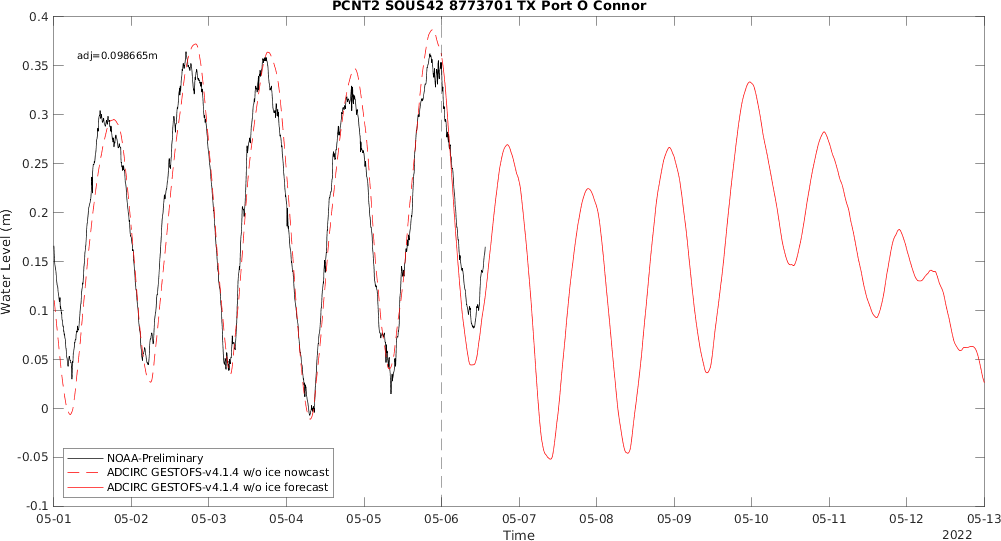 PCNT2 SOUS42 8773701 TX Port O Connor
0.4
0.35
0.3
0.25
0.2
0.15
0.1
0.05
0
-0.05
-0.1
Water Level (m)
adj=0.098665m
NOAA-Preliminary
ADCIRC GESTOFS-v4.1.4 w/o ice nowcast
ADCIRC GESTOFS-v4.1.4 w/o ice forecast
05-01 05-02 05-03 05-04 05-05 05-06 05-07 05-08 05-09 05-10 05-11 05-12 05-13
Time
2022